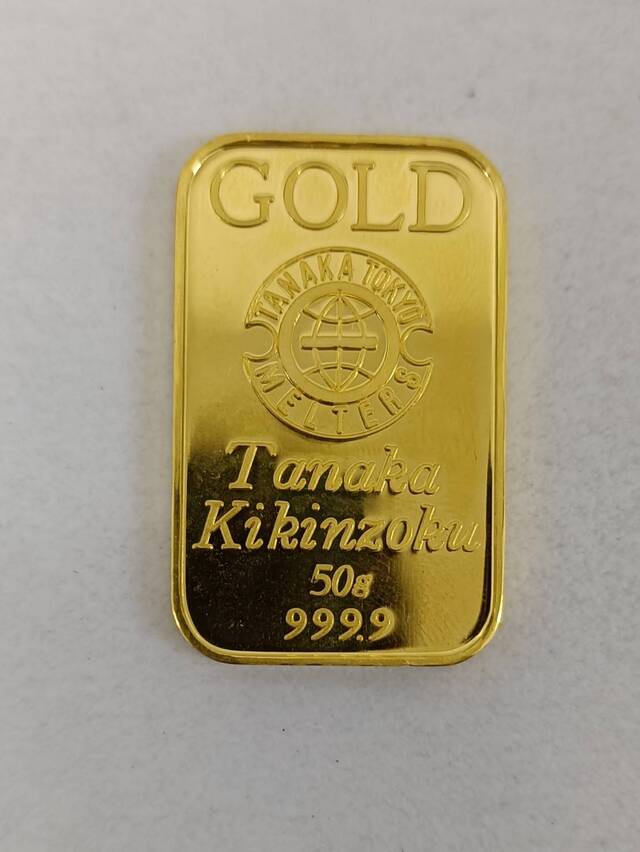 GOLD
TANAKA TOKYO
MELTERS
Tanaka
Kikinzoku
50g
999.9